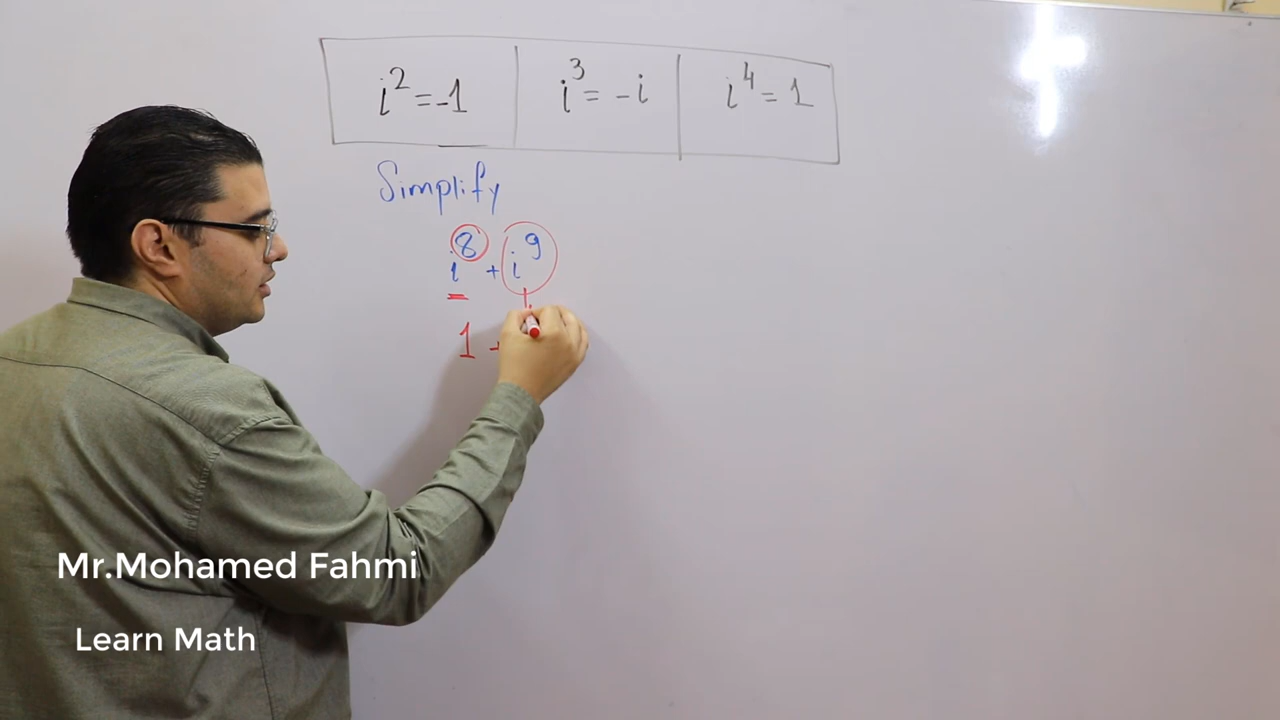 i² = -1 i³ = -i i⁴ = 1
Simplify
i⁸ + i⁹
1 +
Mr.Mohamed Fahmi
Learn Math